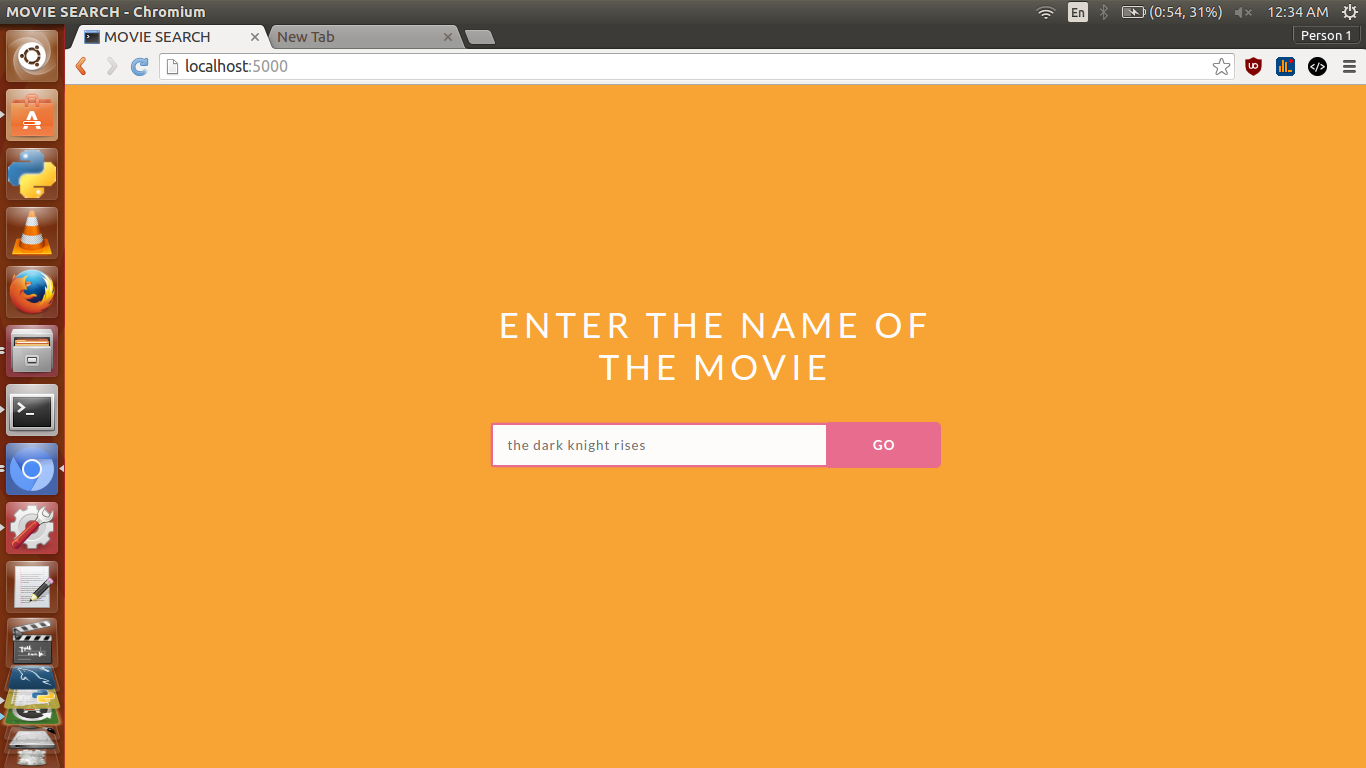 MOVIE SEARCH - Chromium
En
(0:54, 31%)
12:34 AM
MOVIE SEARCH
New Tab
Person 1
localhost:5000
ENTER THE NAME OF
THE MOVIE
the dark knight rises
GO